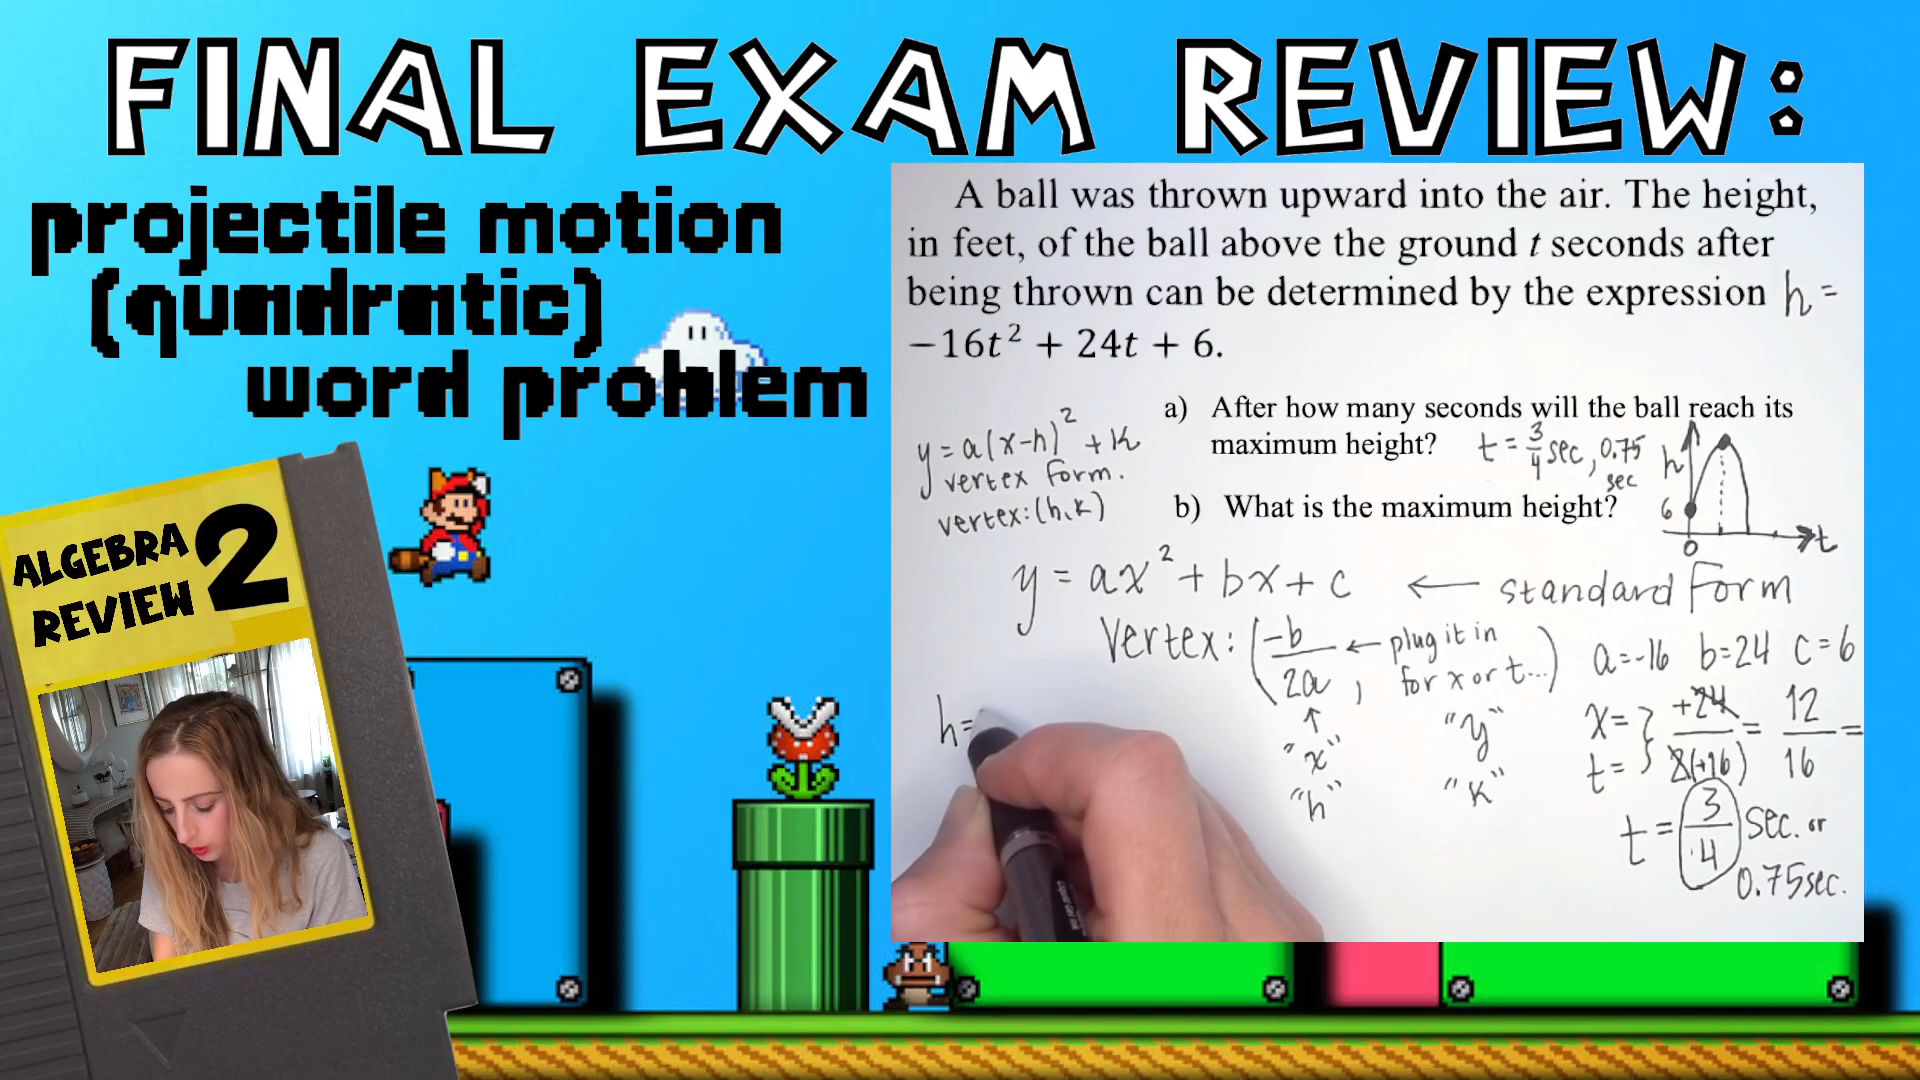 FINAL EXAM REVIEW:
projectile motion
(quadratic)
word problem
ALGEBRA 2
REVIEW
A ball was thrown upward into the air. The height,
in feet, of the ball above the ground t seconds after
being thrown can be determined by the expression h =
−16t² + 24t + 6.
a) After how many seconds will the ball reach its
maximum height? t = 3/4 sec, 0.75 sec
b) What is the maximum height?
y = a(x-h)² + k
vertex form.
vertex: (h,k)
h
6
0
t
y = ax² + bx + c ← standard form
Vertex: (-b/2a, ← plug it in for x or t...)
↑
"x" "y"
"h" "k"
a=-16 b=24 c=6
x= } +24/2(+16) = 12/16 =
t= }
t = 3/4 sec. or
0.75 sec.
h=